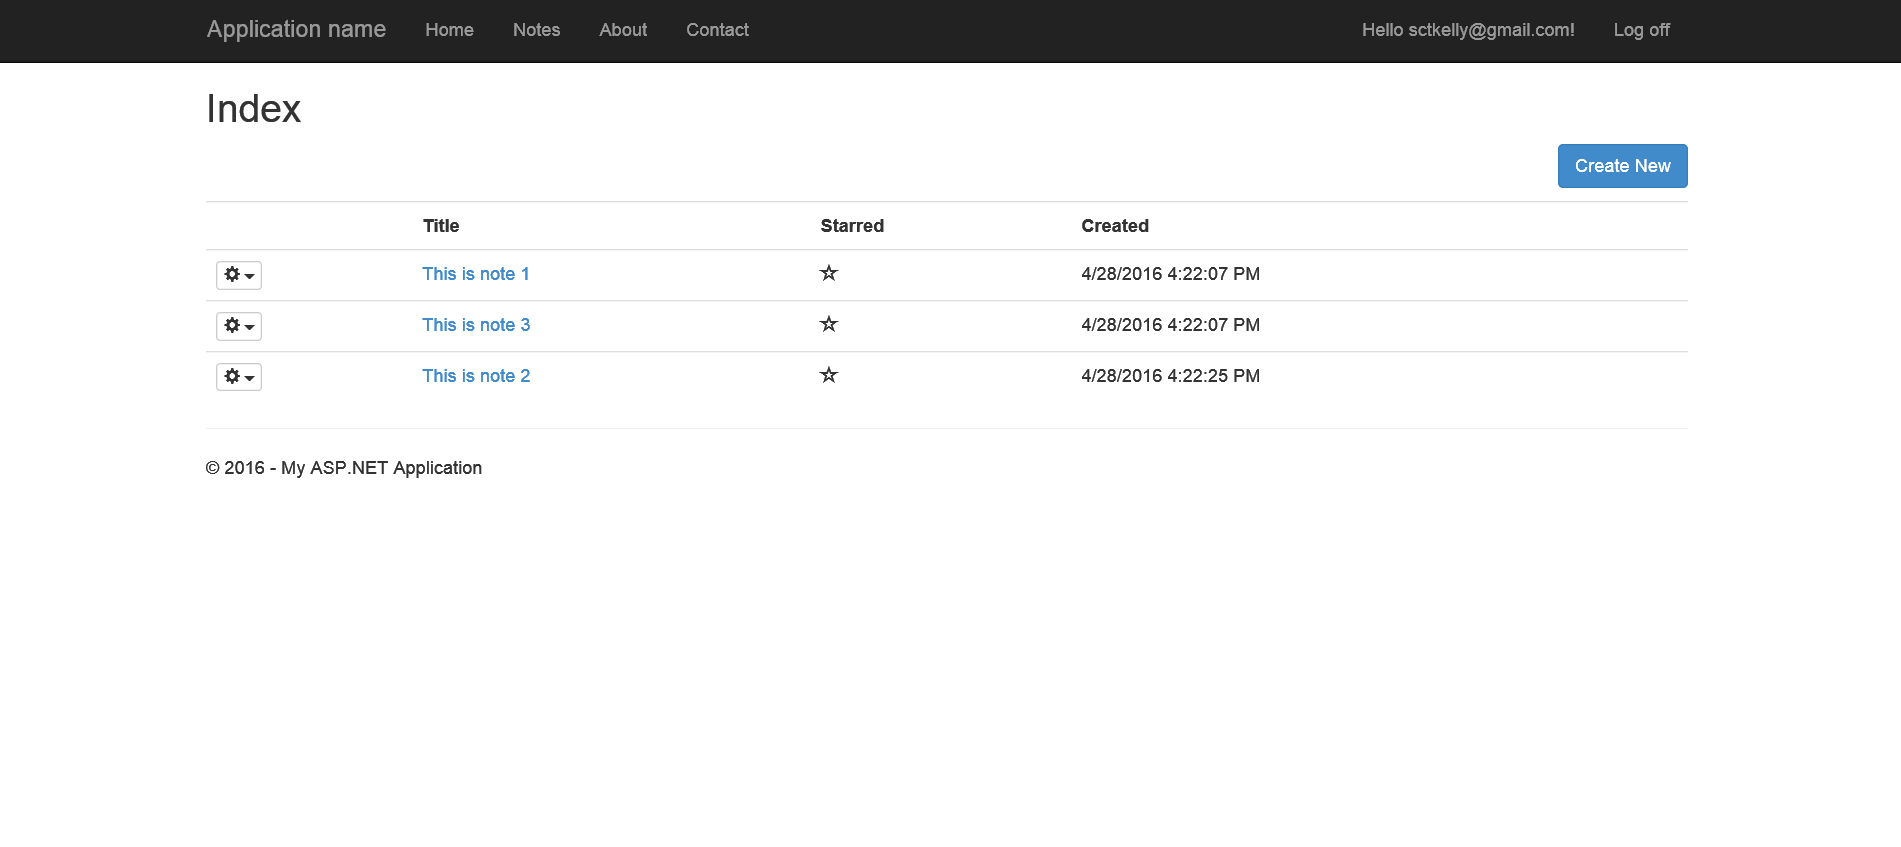 Application name Home Notes About Contact Hello sctkelly@gmail.com! Log off
Index
Create New
Title Starred Created
This is note 1 4/28/2016 4:22:07 PM
This is note 3 4/28/2016 4:22:07 PM
This is note 2 4/28/2016 4:22:25 PM
© 2016 - My ASP.NET Application